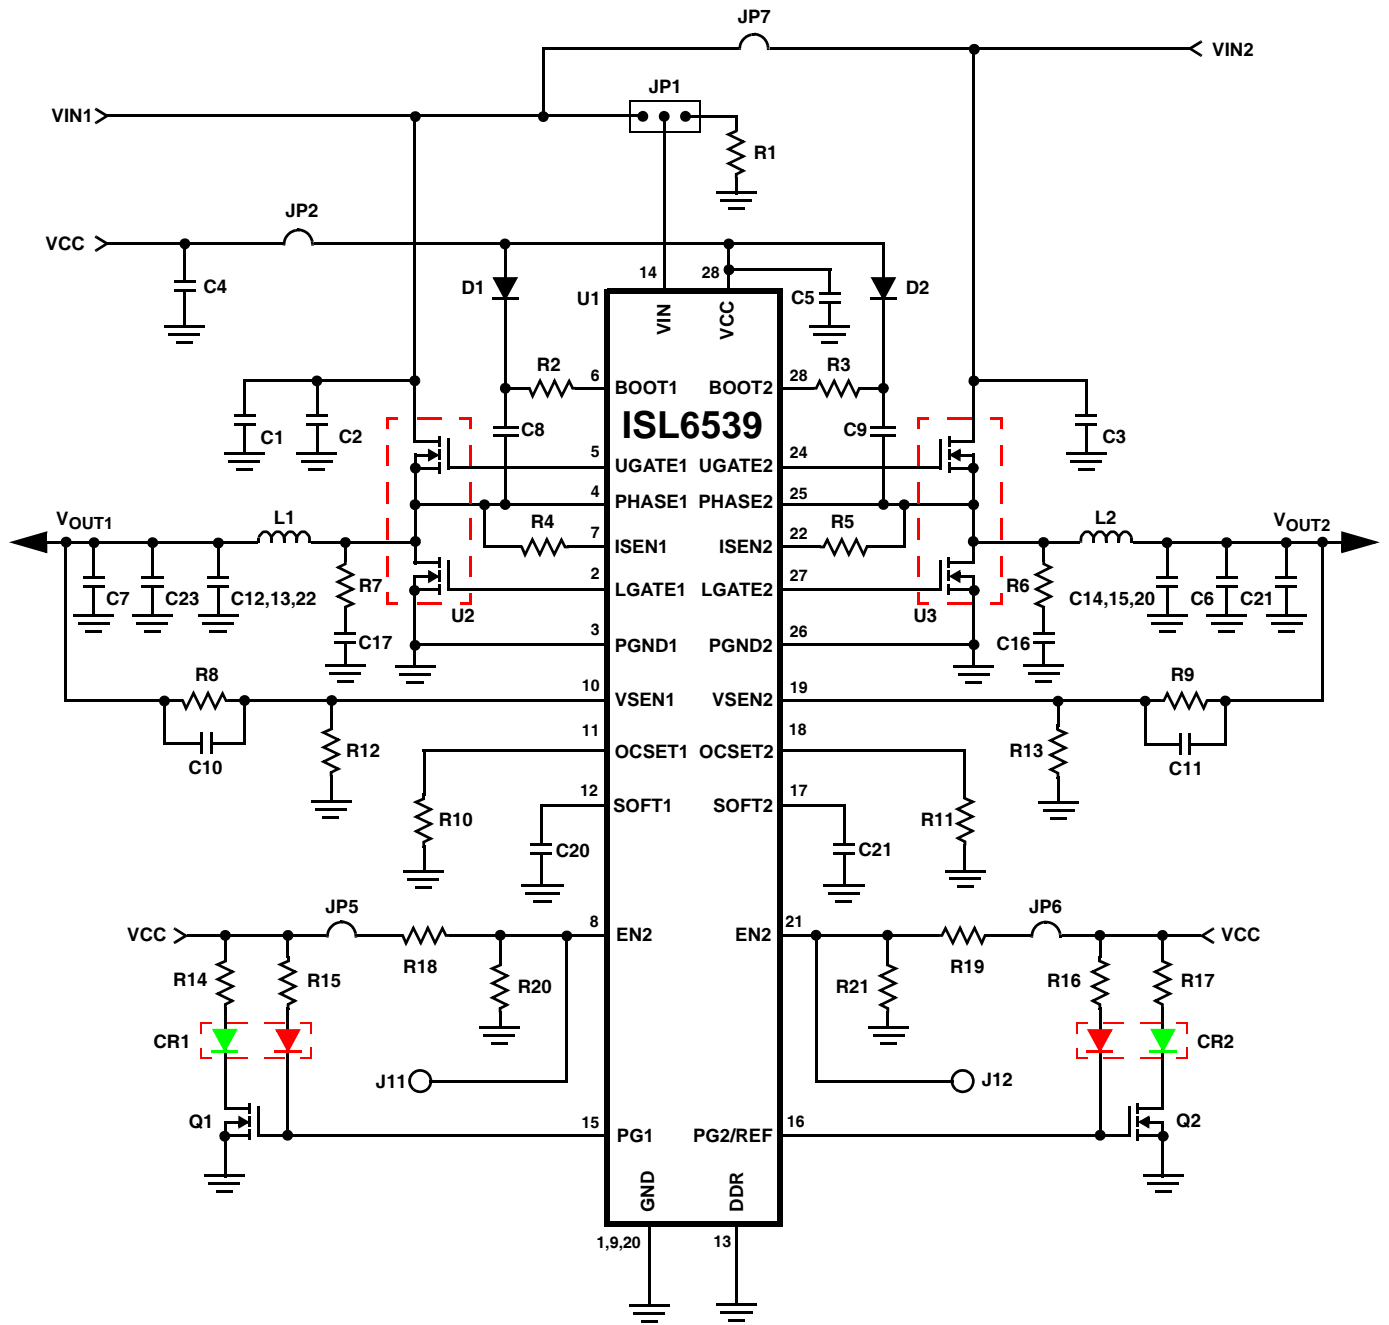 JP7
VIN2
JP1
VIN1
R1
JP2
VCC
14
28
C4
D1
U1
VIN
VCC
C5
D2
R2
R3
6
BOOT1
BOOT2
28
ISL6539
C1
C2
C8
C9
C3
5
UGATE1
UGATE2
24
4
PHASE1
PHASE2
25
VOUT1
L1
R4
R5
L2
VOUT2
7
ISEN1
ISEN2
22
2
LGATE1
LGATE2
27
C7
C23
C12,13,22
R7
U2
U3
R6
C14,15,20
C6
C21
3
PGND1
PGND2
26
C17
C16
R8
R9
10
VSEN1
VSEN2
19
11
OCSET1
OCSET2
18
R12
R13
C10
C11
12
SOFT1
SOFT2
17
R10
R11
C20
C21
JP5
JP6
VCC
8
EN2
EN2
21
VCC
R18
R19
R14
R15
R20
R21
R16
R17
CR1
CR2
J11
J12
Q1
15
PG1
PG2/REF
16
Q2
GND
DDR
1,9,20
13